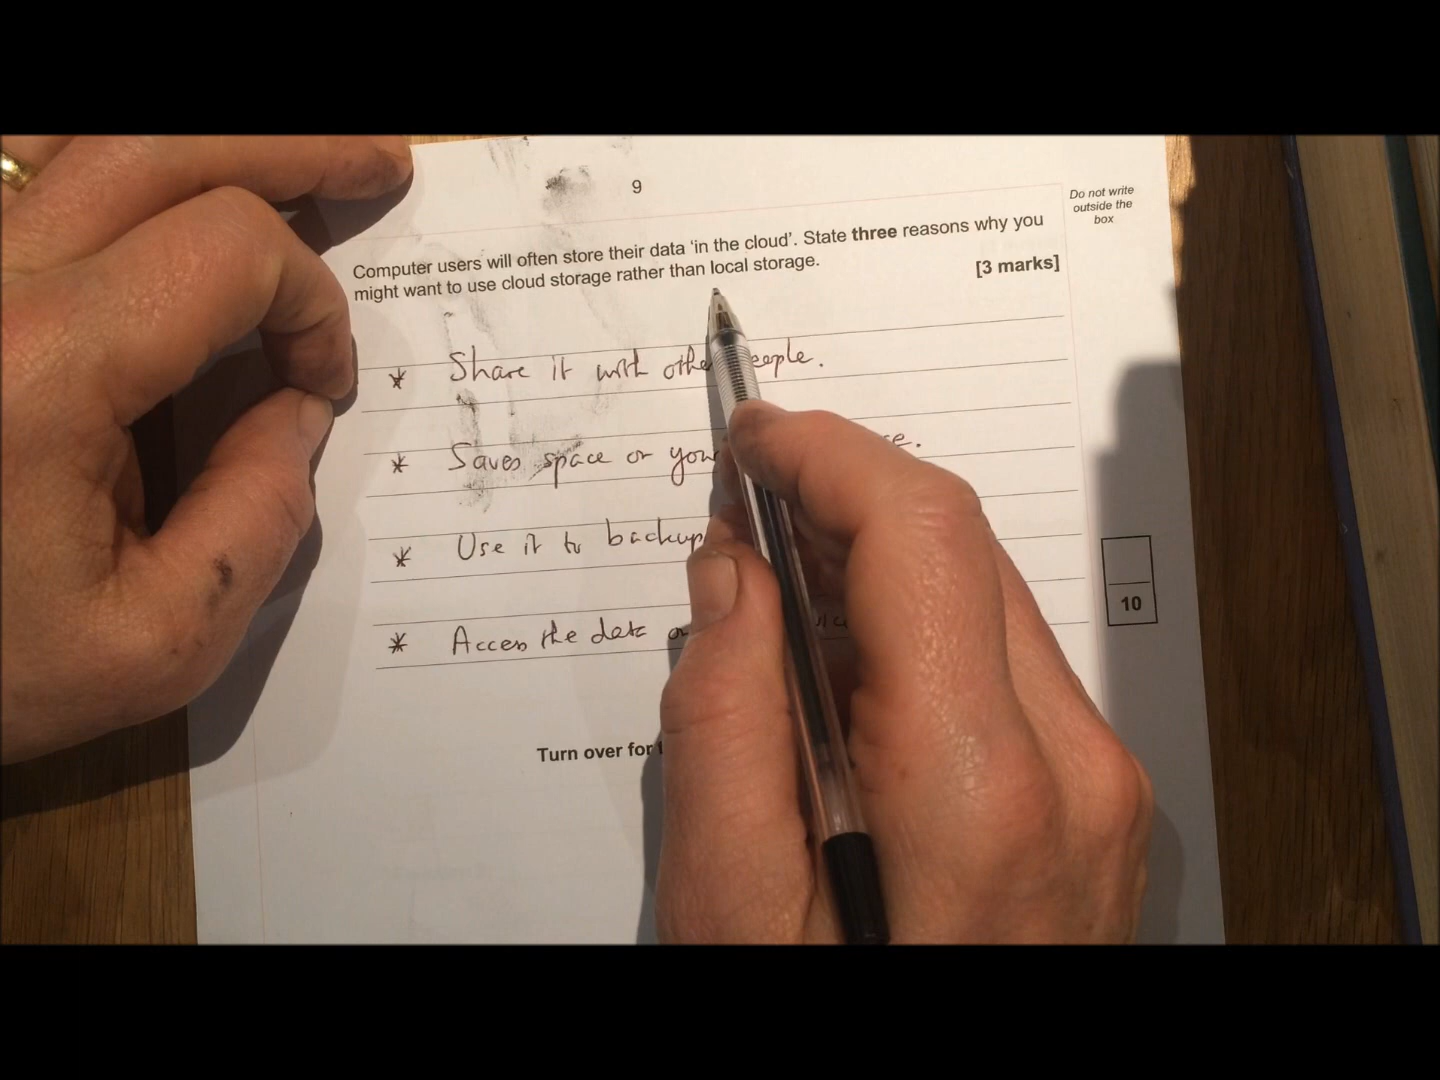 9
Do not write
outside the
box
Computer users will often store their data 'in the cloud'. State three reasons why you
might want to use cloud storage rather than local storage.
[3 marks]
* Share it with other people.
* Saves space on your
* Use it to backup
* Access the data
10
Turn over for